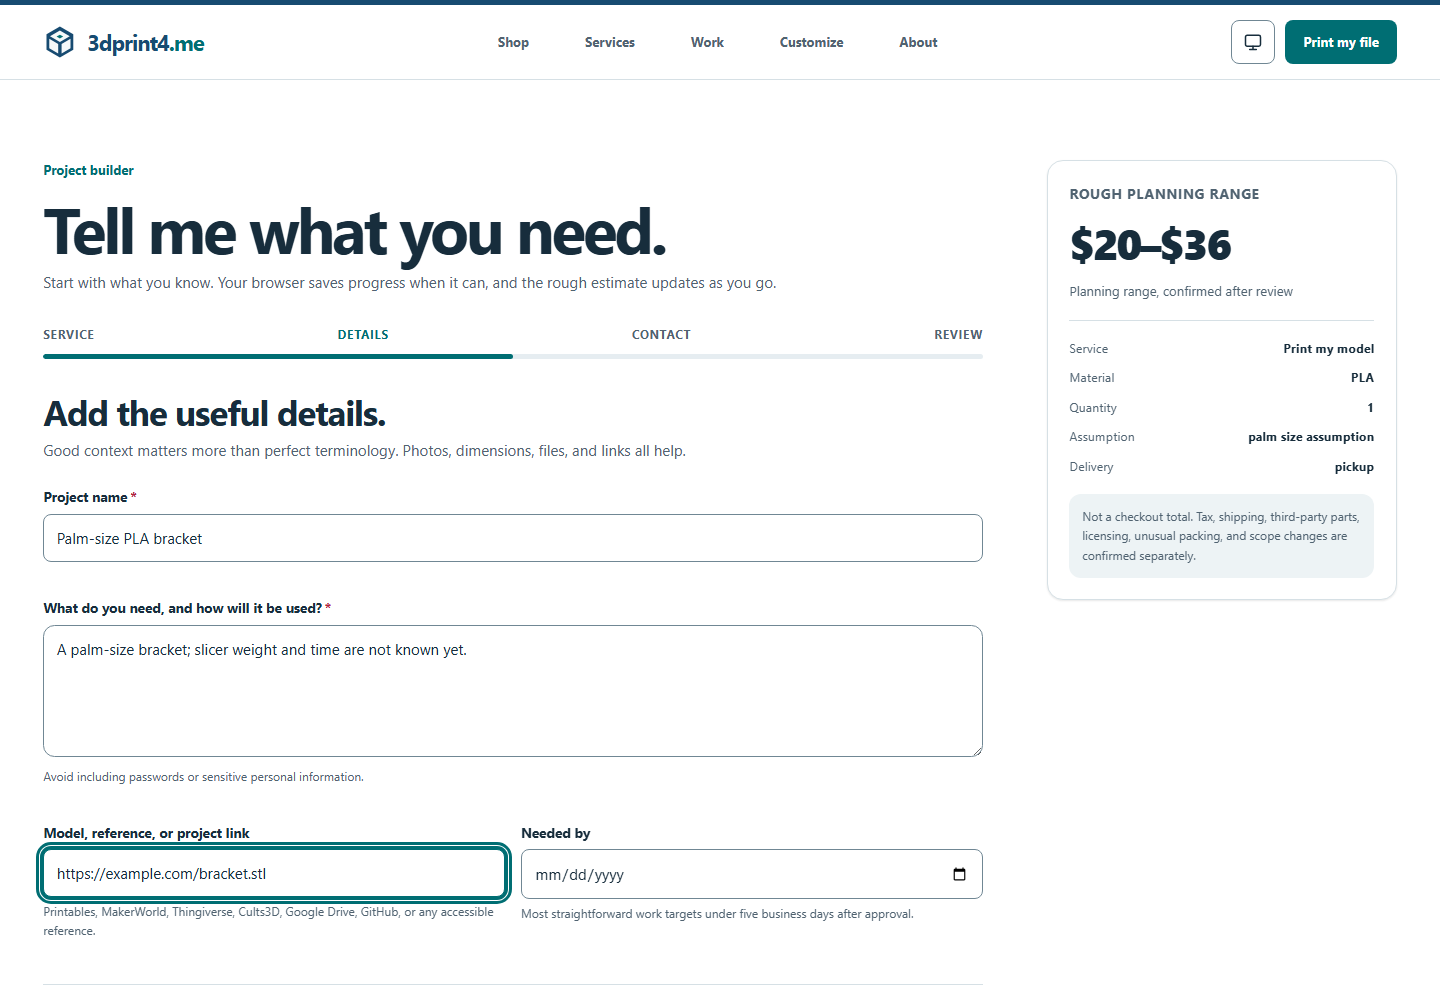 3dprint4.me
Shop
Services
Work
Customize
About
Print my file
Project builder
Tell me what you need.
Start with what you know. Your browser saves progress when it can, and the rough estimate updates as you go.
SERVICE
DETAILS
CONTACT
REVIEW
Add the useful details.
Good context matters more than perfect terminology. Photos, dimensions, files, and links all help.
Project name *
Palm-size PLA bracket
What do you need, and how will it be used? *
A palm-size bracket; slicer weight and time are not known yet.
Avoid including passwords or sensitive personal information.
Model, reference, or project link
https://example.com/bracket.stl
Printables, MakerWorld, Thingiverse, Cults3D, Google Drive, GitHub, or any accessible
reference.
Needed by
mm/dd/yyyy
Most straightforward work targets under five business days after approval.
ROUGH PLANNING RANGE
$20–$36
Planning range, confirmed after review
Service Print my model
Material PLA
Quantity 1
Assumption palm size assumption
Delivery pickup
Not a checkout total. Tax, shipping, third-party parts,
licensing, unusual packing, and scope changes are
confirmed separately.